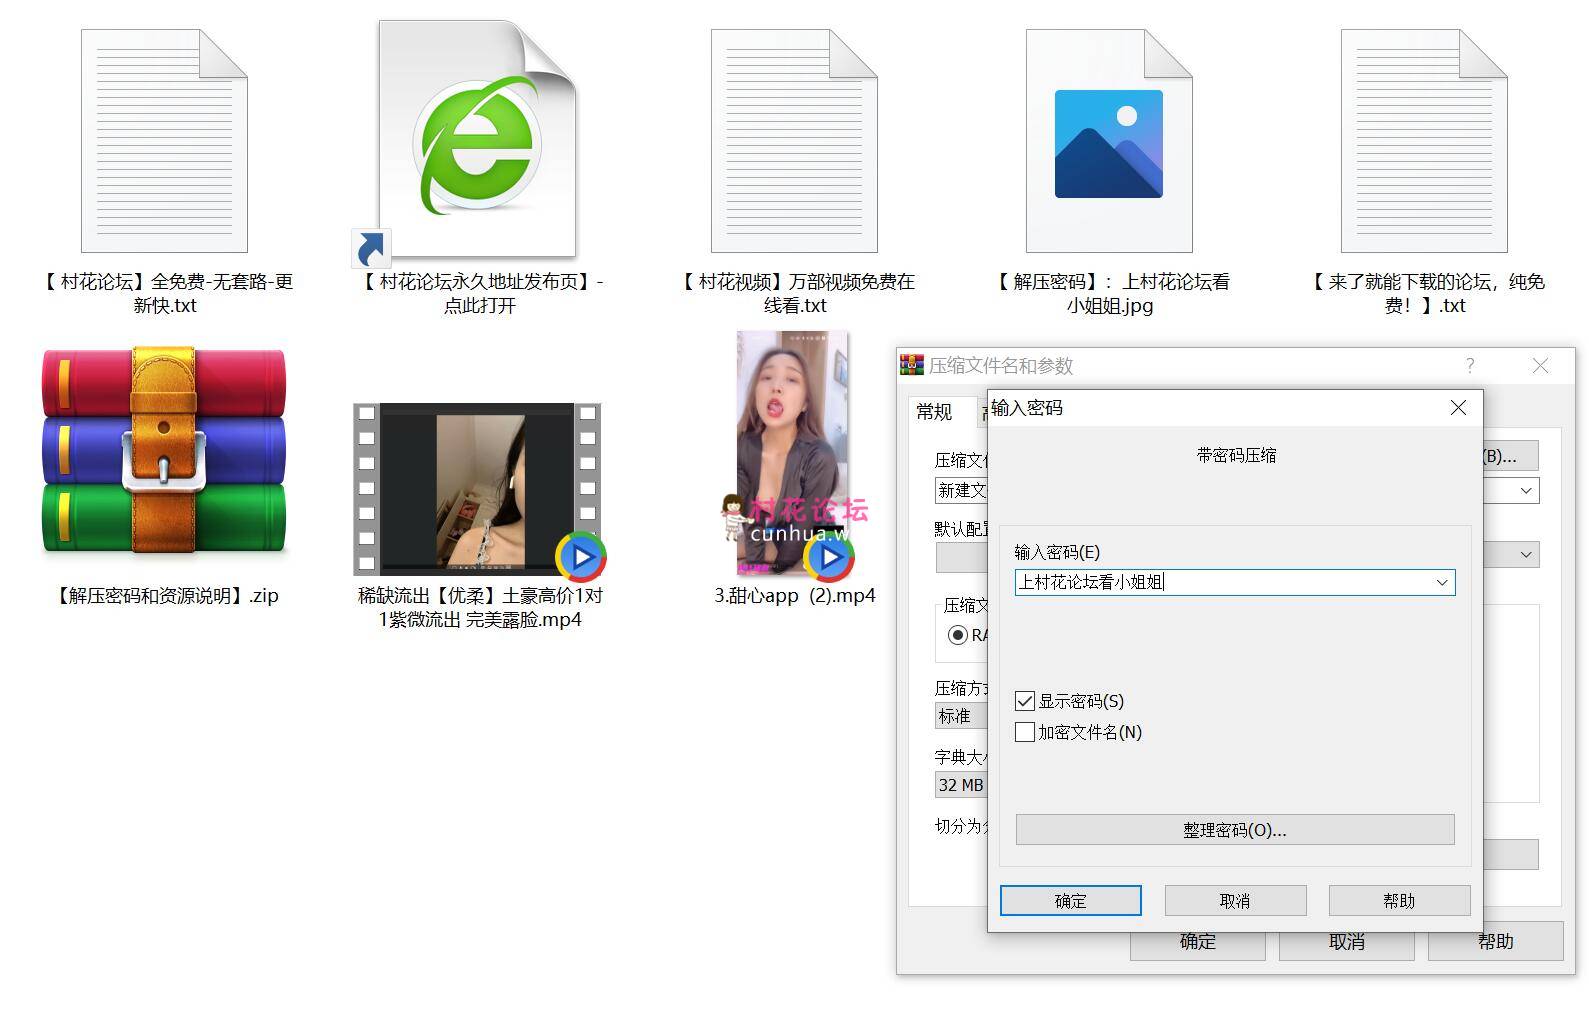 【 村花论坛】全免费-无套路-更
新快.txt
【 村花论坛永久地址发布页】-
点此打开
【 村花视频】万部视频免费在
线看.txt
【 解压密码】：上村花论坛看
小姐姐.jpg
【 来了就能下载的论坛，纯免
费！】.txt
【解压密码和资源说明】.zip
稀缺流出【优柔】土豪高价1对
1紫微流出 完美露脸.mp4
村花论坛
cunhua.w
3.甜心app  (2).mp4
压缩文件名和参数
?
常规
压缩文
(B)...
新建文
默认配
压缩文
RA
压缩方
标准
字典大
32 MB
切分为
确定
取消
帮助
输入密码
带密码压缩
输入密码(E)
上村花论坛看小姐姐
显示密码(S)
加密文件名(N)
整理密码(O)...
确定
取消
帮助